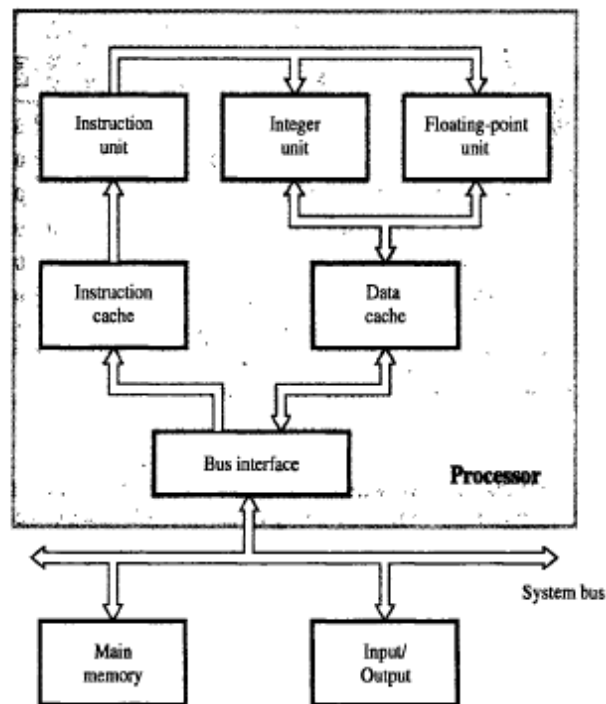 Instruction
unit
Integer
unit
Floating-point
unit
Instruction
cache
Data
cache
Bus interface
Processor
System bus
Main
memory
Input/
Output